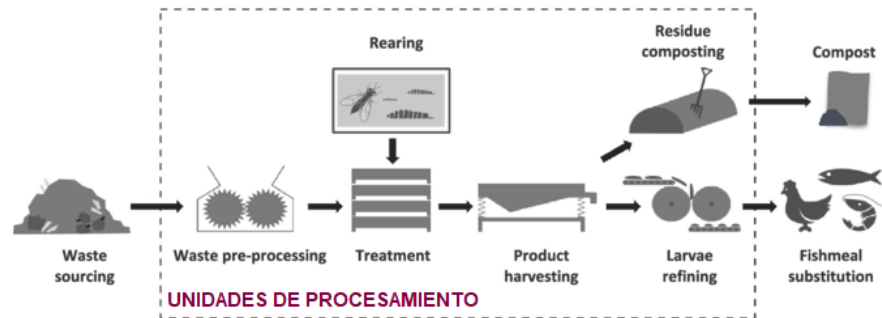 Rearing
Residue
composting
Compost
Waste
sourcing
Waste pre-processing
Treatment
Product
harvesting
Larvae
refining
Fishmeal
substitution
UNIDADES DE PROCESAMIENTO